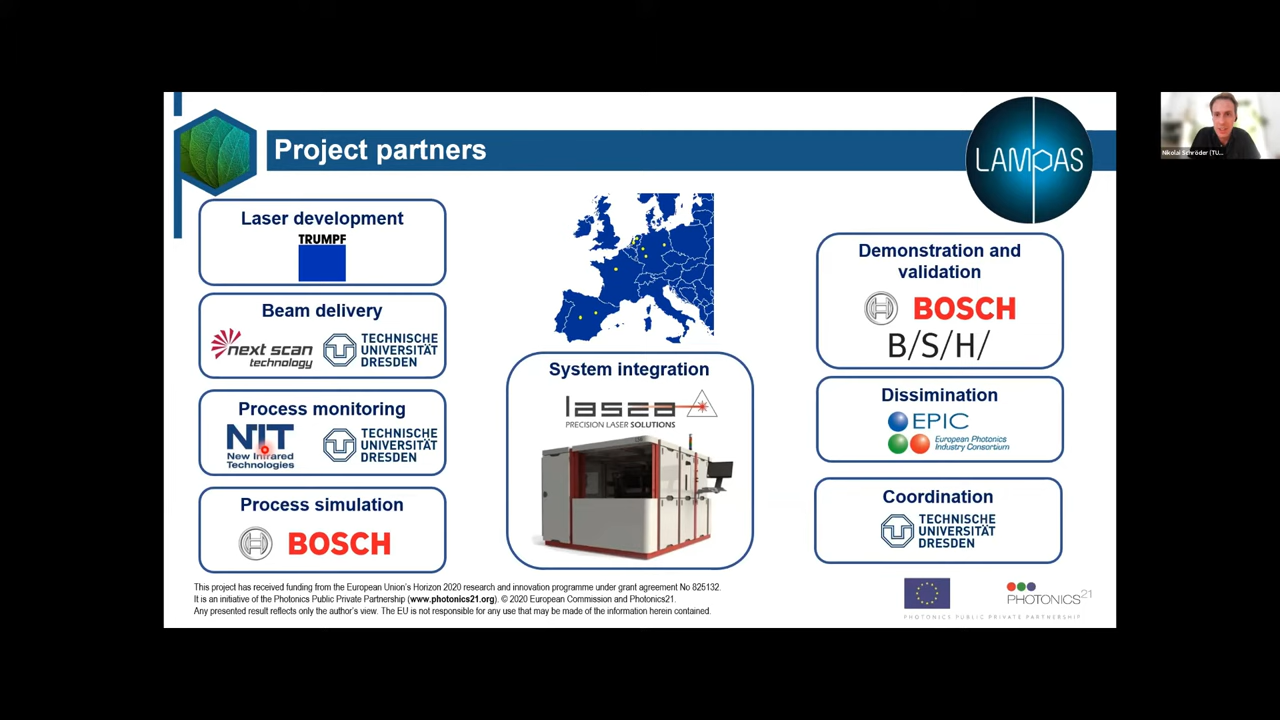 Project partners
LAMpAS
Nikolai Schröder (TU...
Laser development
TRUMPF
Beam delivery
next scan
technology
TECHNISCHE
UNIVERSITÄT
DRESDEN
Process monitoring
NIT
New Infrared
Technologies
TECHNISCHE
UNIVERSITÄT
DRESDEN
Process simulation
BOSCH
System integration
lasea
PRECISION LASER SOLUTIONS
Demonstration and
validation
BOSCH
B/S/H/
Dissimination
EPIC
European Photonics
Industry Consortium
Coordination
TECHNISCHE
UNIVERSITÄT
DRESDEN
This project has received funding from the European Union's Horizon 2020 research and innovation programme under grant agreement No 825132.
It is an initiative of the Photonics Public Private Partnership (www.photonics21.org). © 2020 European Commission and Photonics21.
Any presented result reflects only the author's view. The EU is not responsible for any use that may be made of the information herein contained.
PHOTONICS21
PHOTONICS PUBLIC PRIVATE PARTNERSHIP